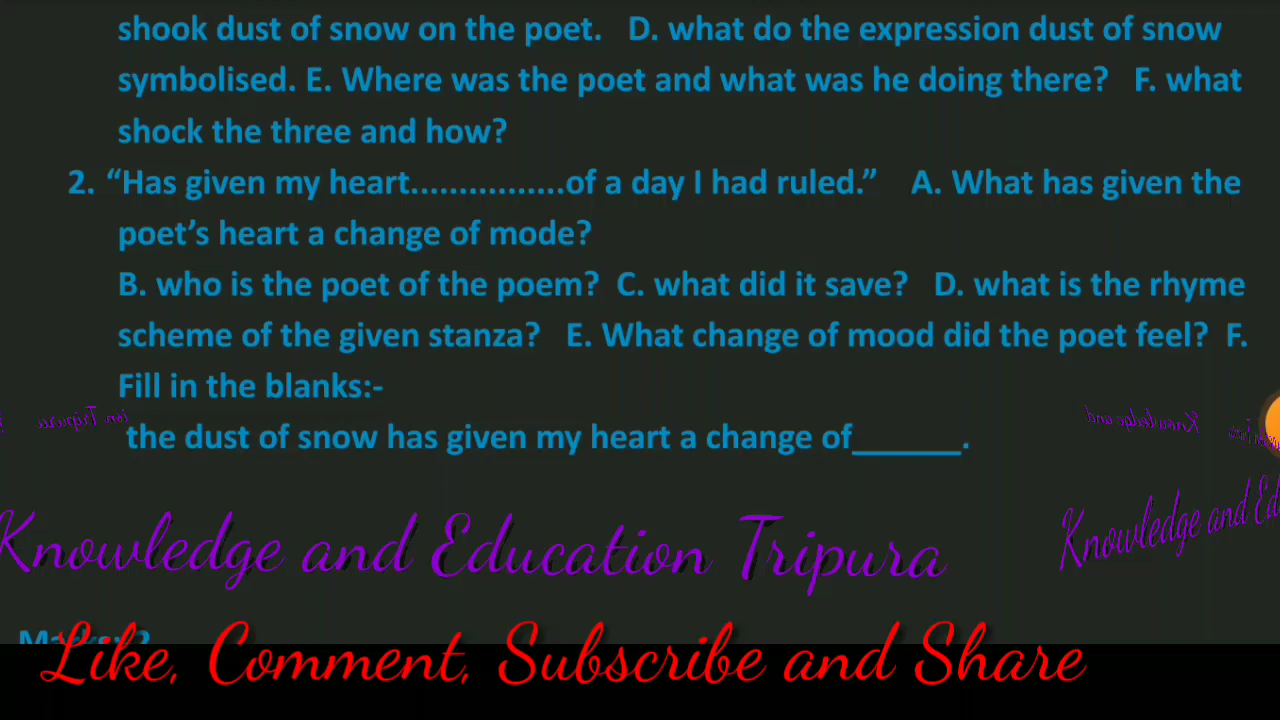 shook dust of snow on the poet. D. what do the expression dust of snow
symbolised. E. Where was the poet and what was he doing there? F. what
shock the three and how?
2. “Has given my heart................of a day I had ruled.” A. What has given the
poet’s heart a change of mode?
B. who is the poet of the poem? C. what did it save? D. what is the rhyme
scheme of the given stanza? E. What change of mood did the poet feel? F.
Fill in the blanks:-
ion Tripura Knowledge and
the dust of snow has given my heart a change of______.
Knowledge and Education Tripura Knowledge and Ed
Like, Comment, Subscribe and Share